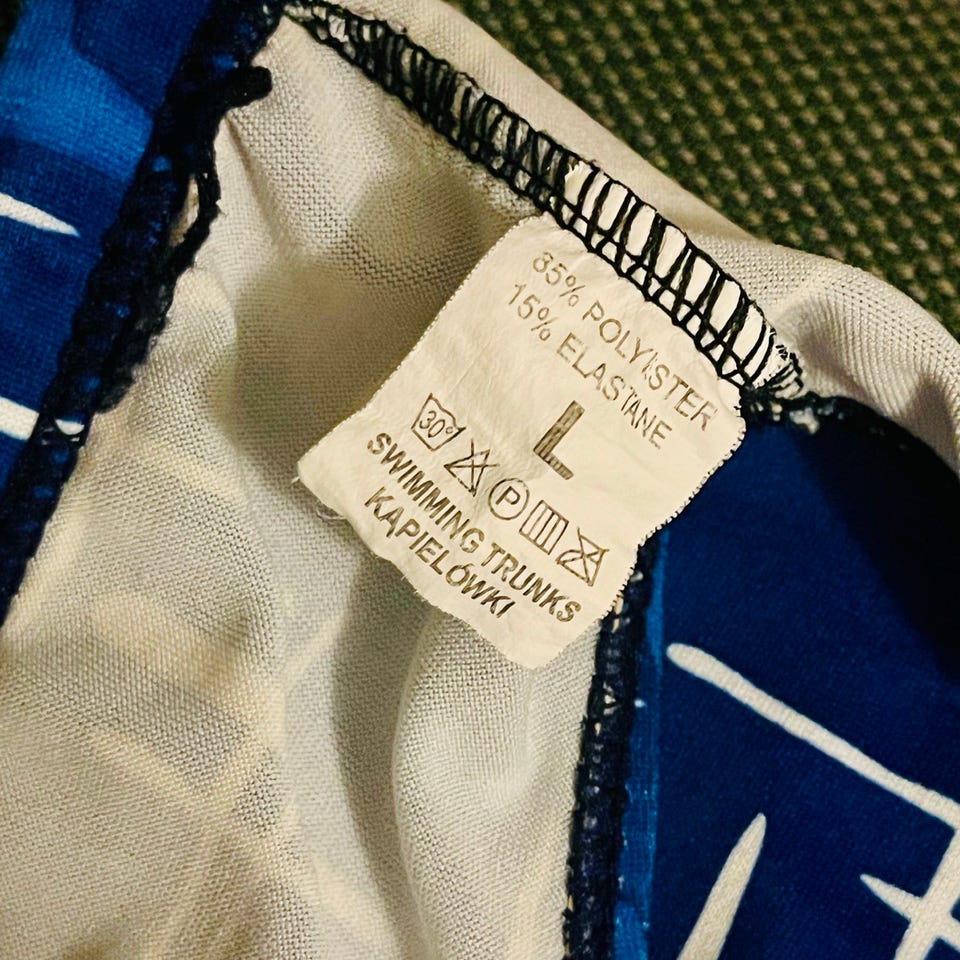 85% POLYESTER
15% ELASTANE
L
30° P
SWIMMING TRUNKS
KĄPIELÓWKI